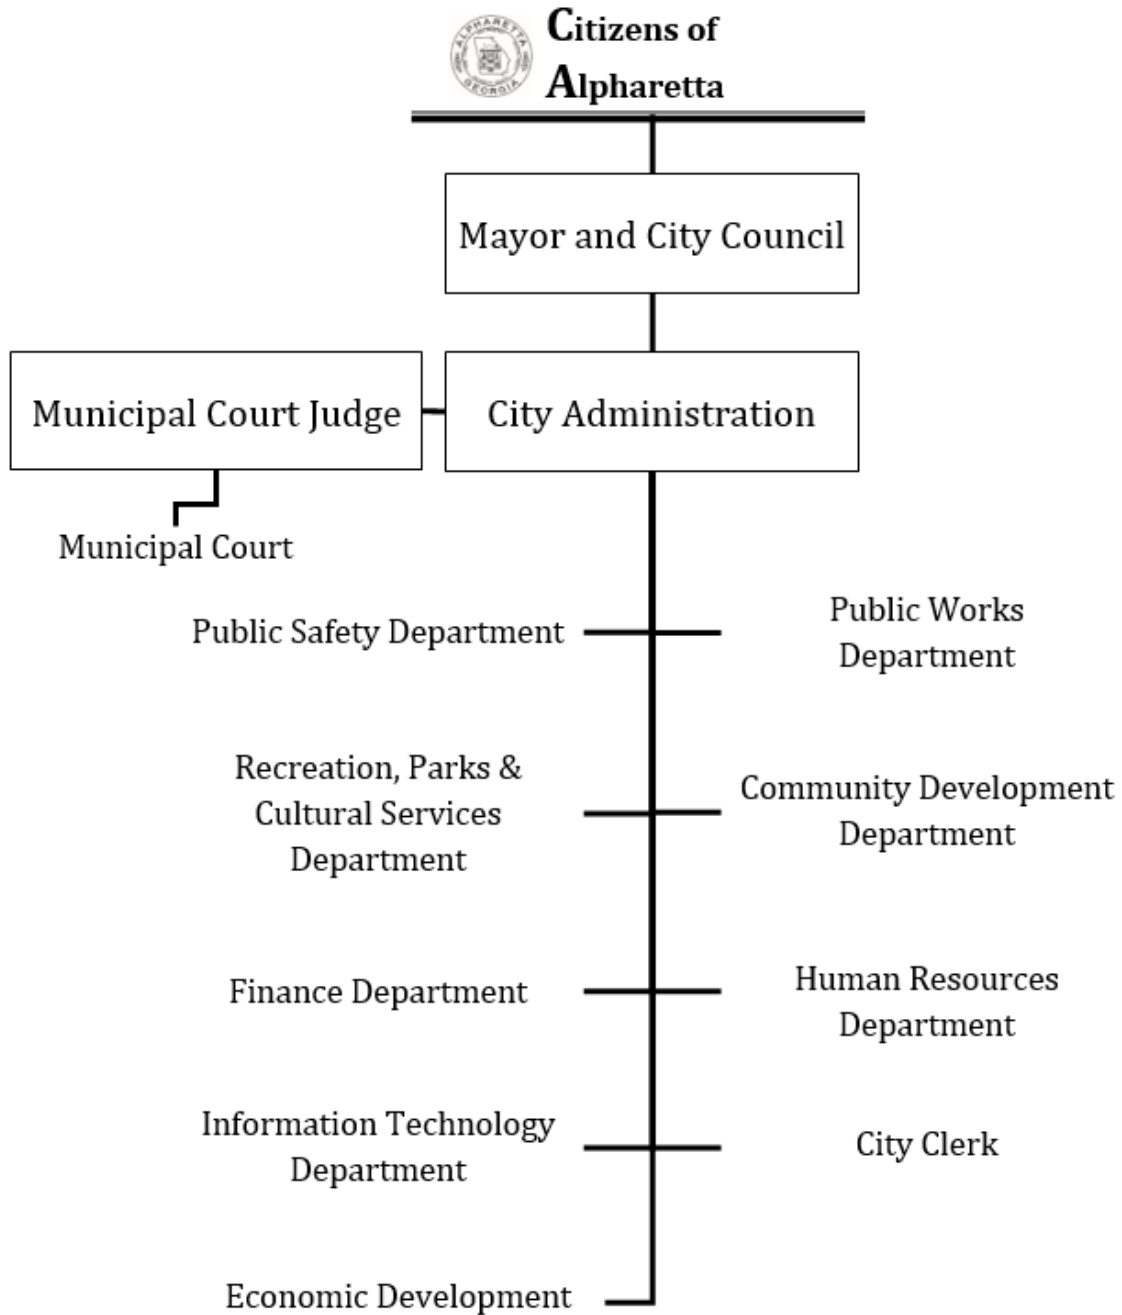 ALPHARETTA
GEORGIA
Citizens of
Alpharetta
Mayor and City Council
Municipal Court Judge
City Administration
Municipal Court
Public Safety Department
Public Works
Department
Recreation, Parks &
Cultural Services
Department
Community Development
Department
Finance Department
Human Resources
Department
Information Technology
Department
City Clerk
Economic Development